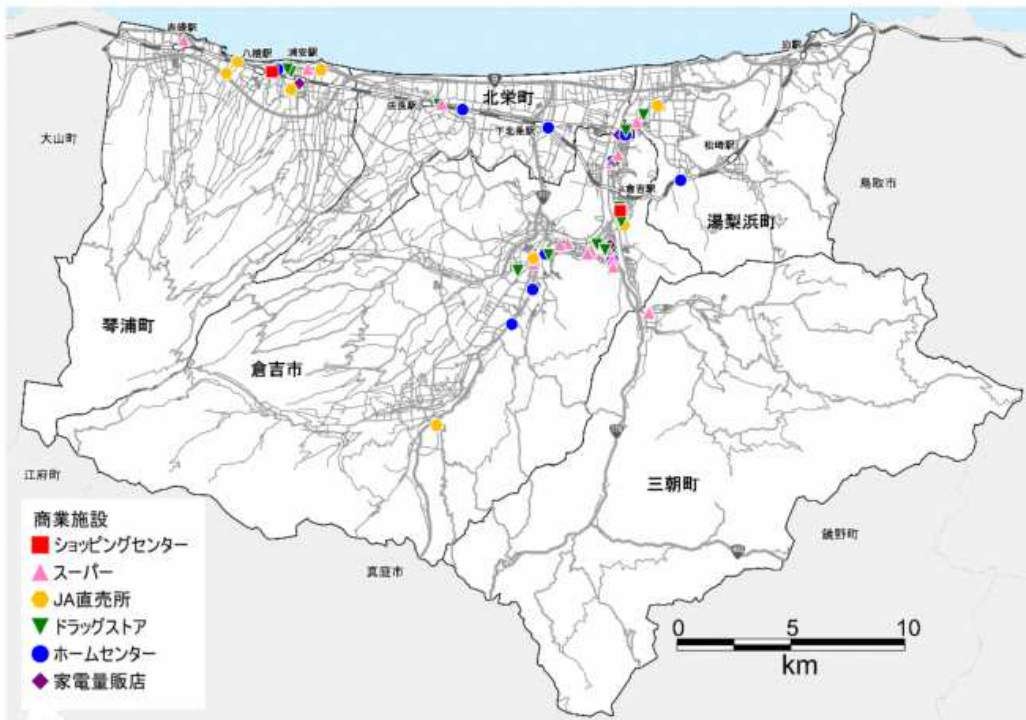 赤碕駅
八橋駅
浦安駅
泊駅
北栄町
由良駅
下北条駅
大山町
松崎駅
鳥取市
倉吉駅
湯梨浜町
琴浦町
倉吉市
三朝町
江府町
鏡野町
真庭市
商業施設
ショッピングセンター
スーパー
JA直売所
ドラッグストア
ホームセンター
家電量販店
0 5 10
km